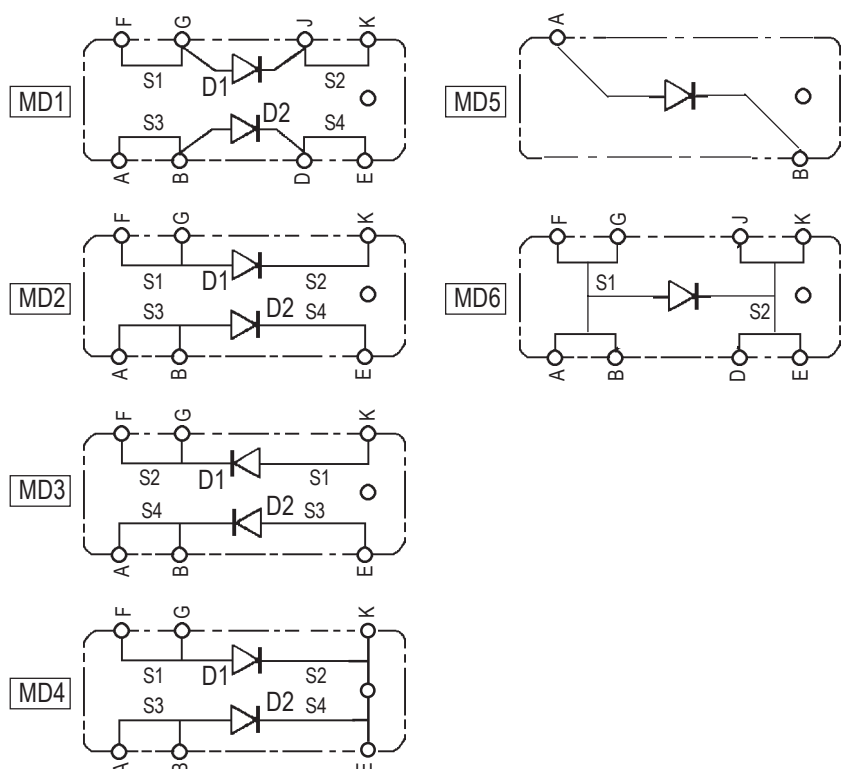 F G J K
D1
S1 S2
MD1
D2
S3 S4
A B D E
F G K
S1 D1 S2
MD2
S3 D2 S4
A B E
F G K
S2 D1 S1
MD3
S4 D2 S3
A B E
F G K
S1 D1 S2
MD4
S3 D2 S4
A B E
A
MD5
B
F G J K
S1
MD6
S2
A B D E